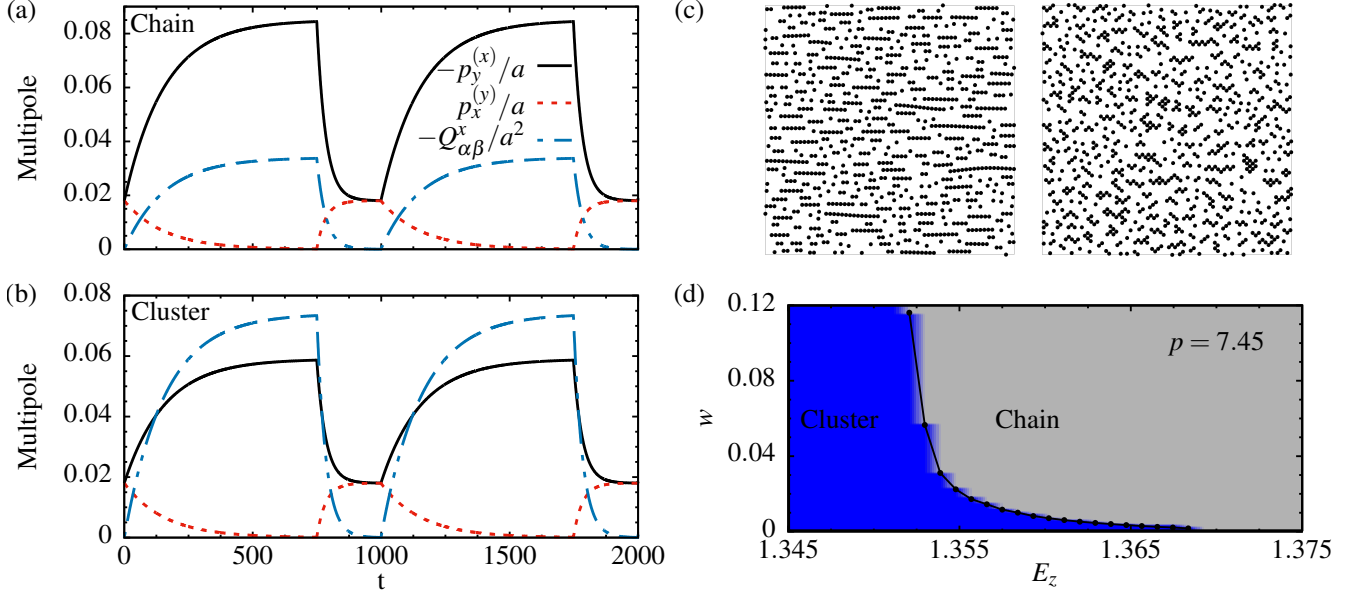 (a)
Chain
Multipole
0.08
0.06
0.04
0.02
0
−p_y^{(x)}/a
p_x^{(y)}/a
−Q_{αβ}^x/a^2
(b)
Cluster
Multipole
0.08
0.06
0.04
0.02
0
0 500 1000 1500 2000
t
(c)
(d)
w
0.12
0.08
0.04
0
p = 7.45
Cluster Chain
1.345 1.355 1.365 1.375
E_z